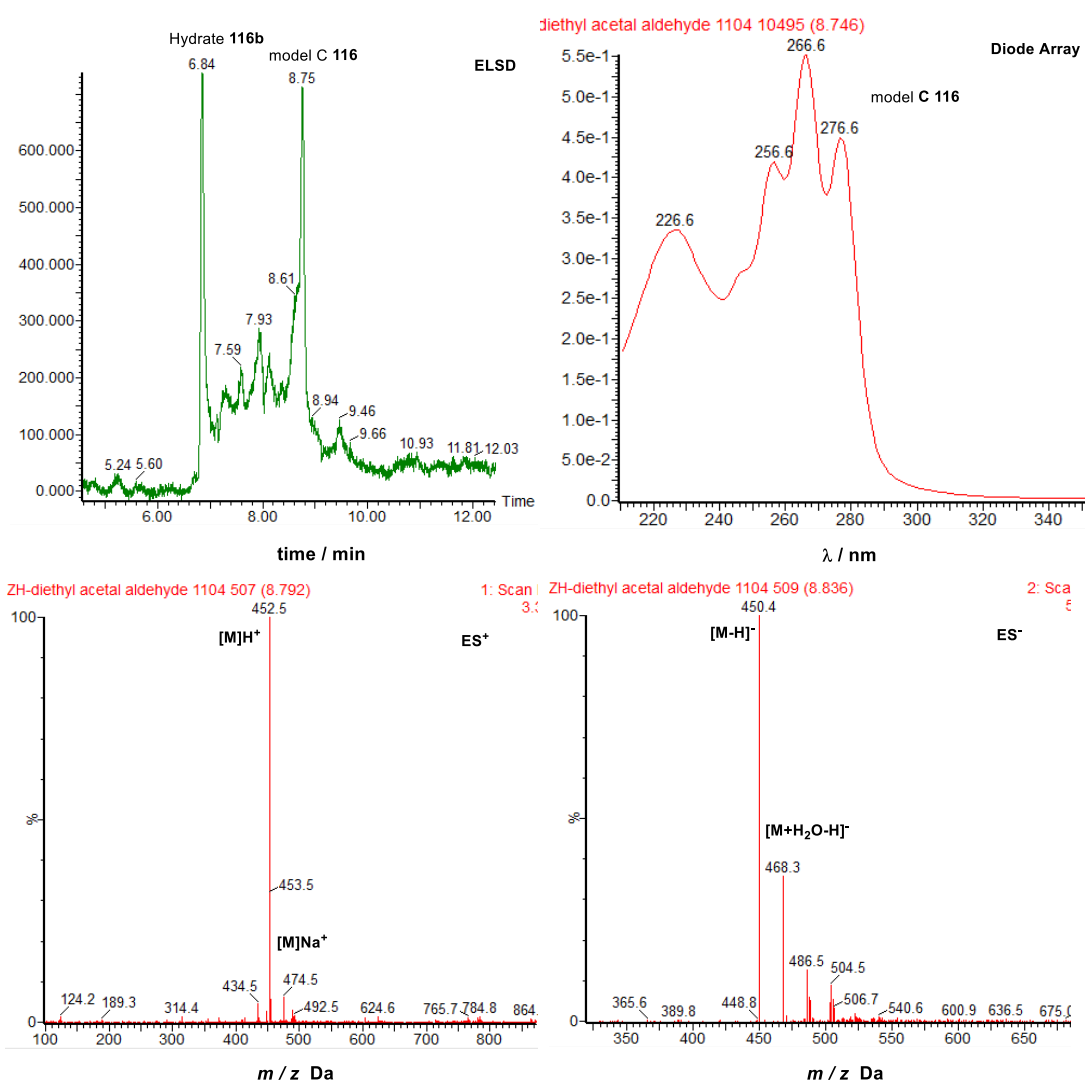 Hydrate 116b
6.84
model C 116
8.75
ELSD
600.000
500.000
400.000
300.000
200.000
100.000
0.000
8.61
7.93
7.59
8.94
9.46
9.66
10.93
11.81
12.03
5.24
5.60
6.00
8.00
10.00
12.00
Time
time / min
diethyl acetal aldehyde 1104 10495 (8.746)
Diode Array
model C 116
266.6
276.6
256.6
226.6
5.5e-1
5.0e-1
4.5e-1
4.0e-1
3.5e-1
3.0e-1
2.5e-1
2.0e-1
1.5e-1
1.0e-1
5.0e-2
0.0
220
240
260
280
300
320
340
λ / nm
ZH-diethyl acetal aldehyde 1104 507 (8.792)
1: Scan
3.3
452.5
100
[M]H+
ES+
%
453.5
[M]Na+
434.5
474.5
124.2
189.3
314.4
492.5
624.6
765.7
784.8
864.
0
100
200
300
400
500
600
700
800
m / z Da
ZH-diethyl acetal aldehyde 1104 509 (8.836)
2: Sca
5
450.4
100
[M-H]-
ES-
%
[M+H2O-H]-
468.3
486.5
504.5
506.7
365.6
389.8
448.8
540.6
600.9
636.5
675.0
0
350
400
450
500
550
600
650
m / z Da